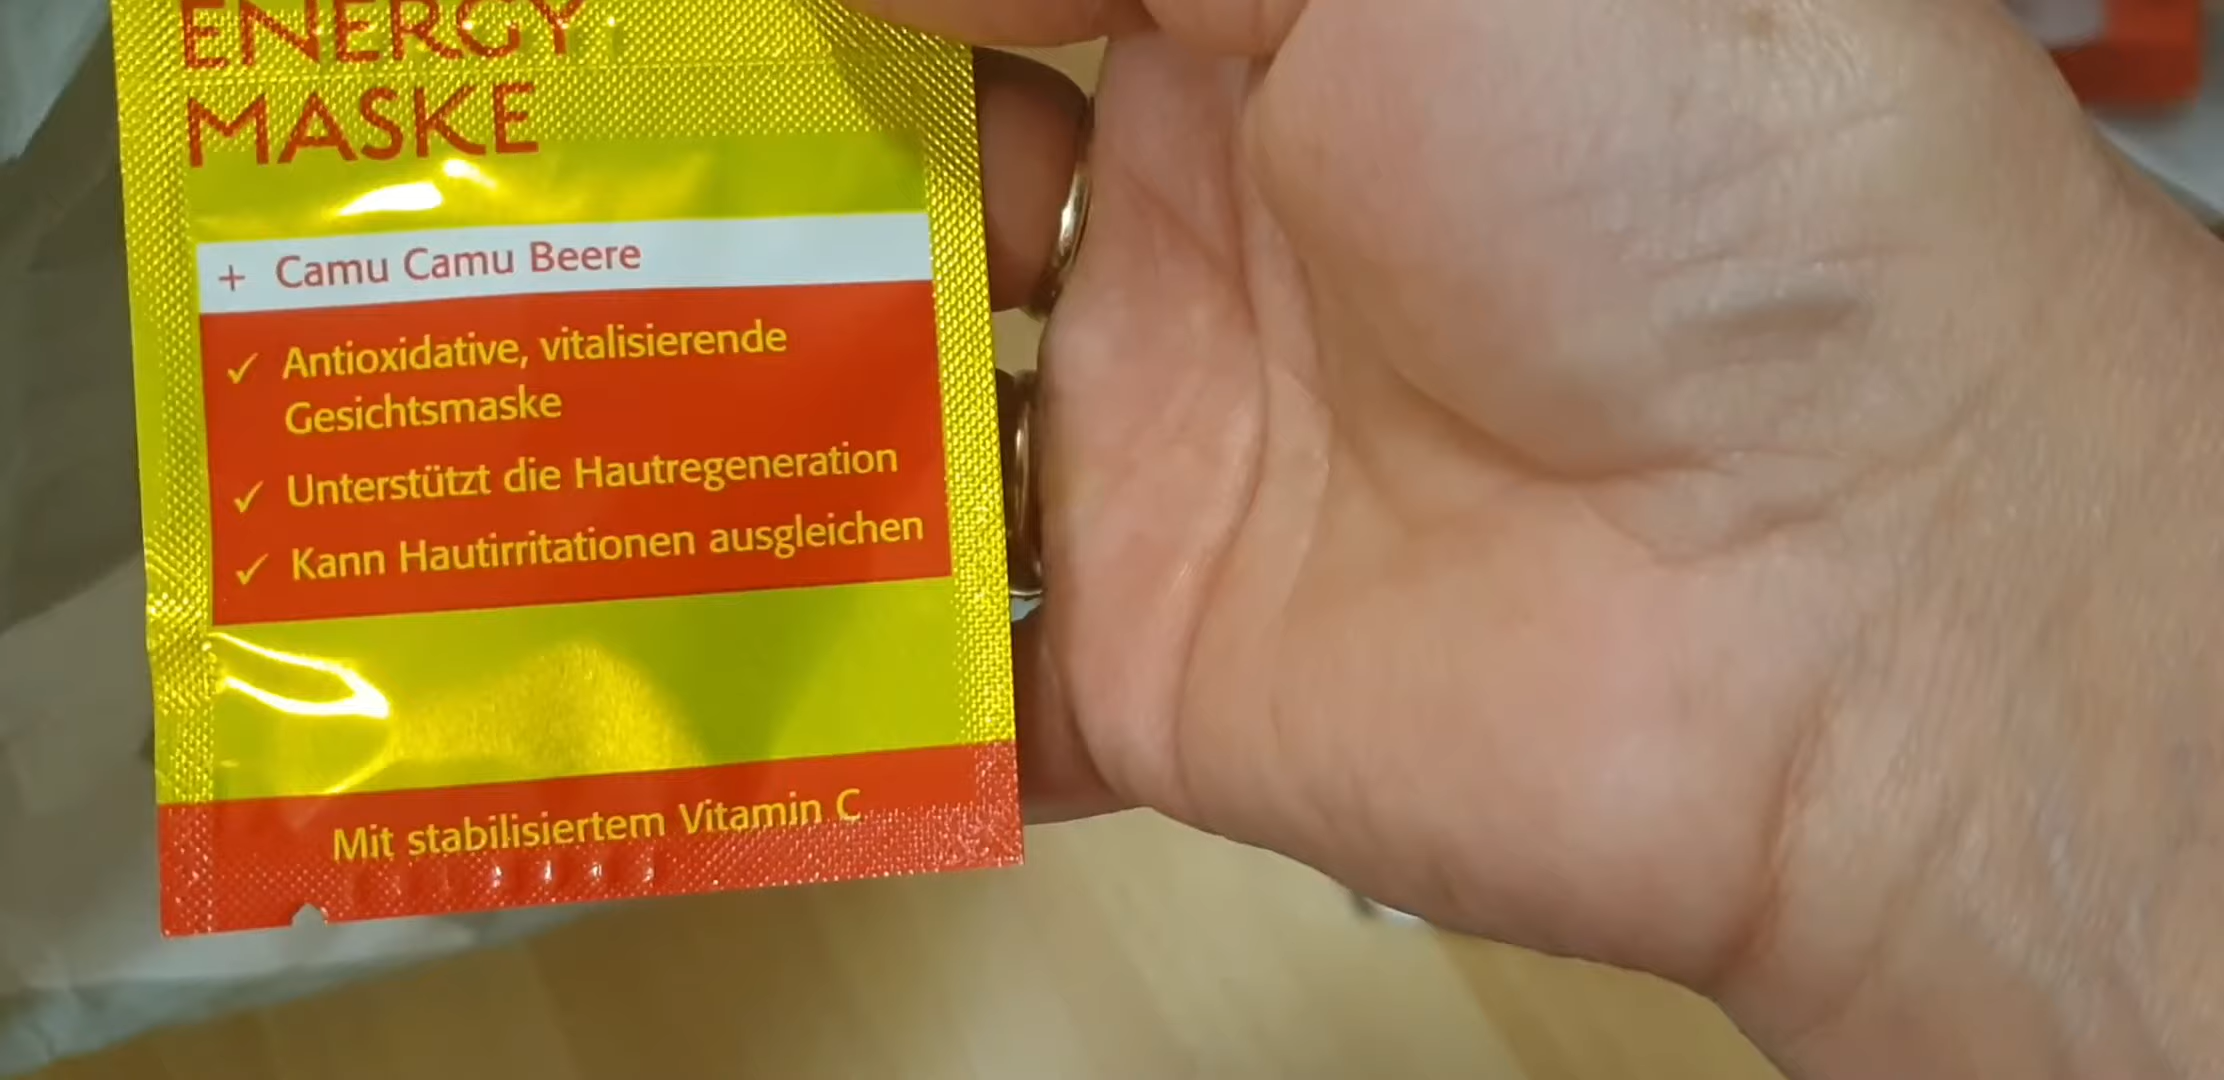 ENERGY
MASKE
+ Camu Camu Beere
✓ Antioxidative, vitalisierende
Gesichtsmaske
✓ Unterstützt die Hautregeneration
✓ Kann Hautirritationen ausgleichen
Mit stabilisiertem Vitamin C